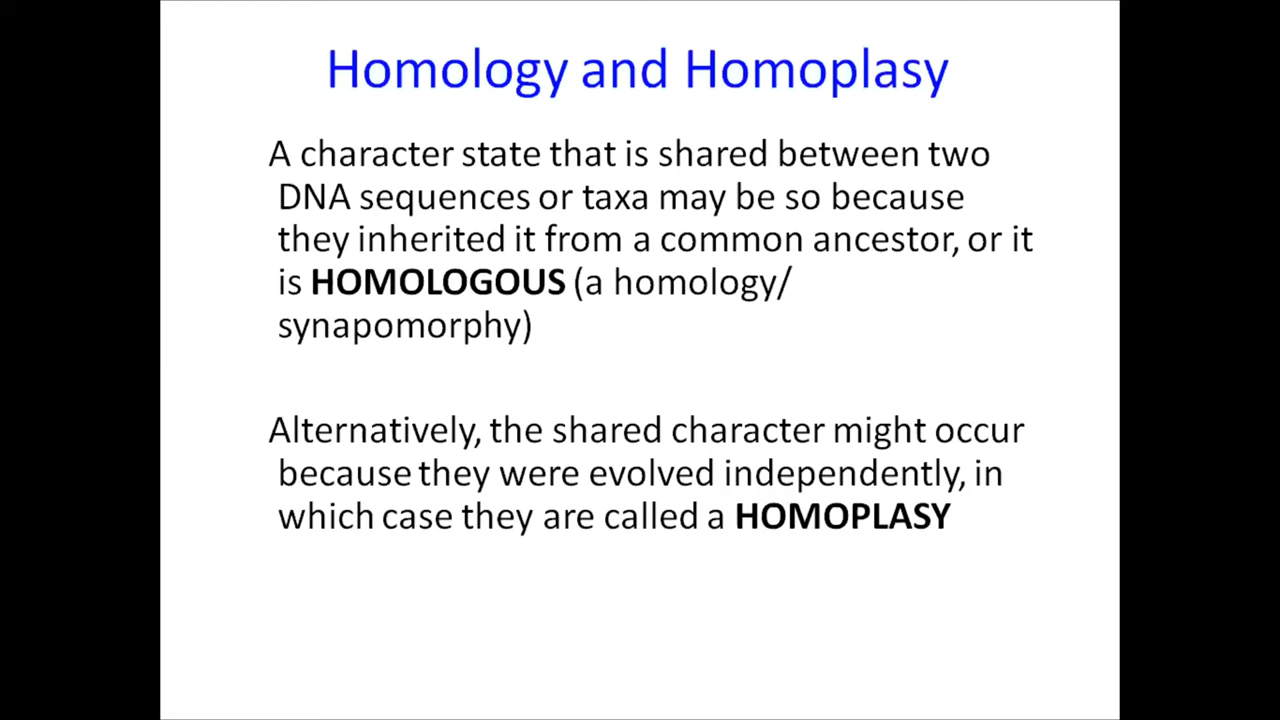 Homology and Homoplasy
A character state that is shared between two
DNA sequences or taxa may be so because
they inherited it from a common ancestor, or it
is HOMOLOGOUS (a homology/
synapomorphy)
Alternatively, the shared character might occur
because they were evolved independently, in
which case they are called a HOMOPLASY